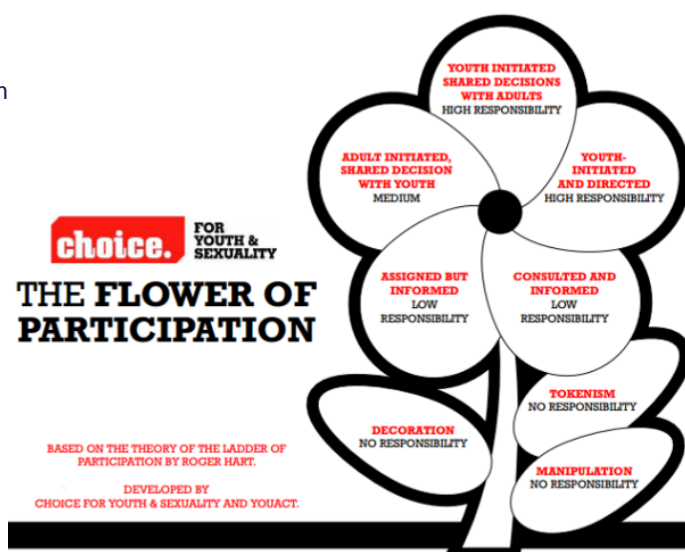 n
choice.
FOR
YOUTH &
SEXUALITY
THE FLOWER OF
PARTICIPATION
BASED ON THE THEORY OF THE LADDER OF
PARTICIPATION BY ROGER HART.
DEVELOPED BY
CHOICE FOR YOUTH & SEXUALITY AND YOUACT.
YOUTH INITIATED
SHARED DECISIONS
WITH ADULTS
HIGH RESPONSIBILITY
ADULT INITIATED,
SHARED DECISION
WITH YOUTH
MEDIUM
YOUTH-
INITIATED
AND DIRECTED
HIGH RESPONSIBILITY
ASSIGNED BUT
INFORMED
LOW
RESPONSIBILITY
CONSULTED AND
INFORMED
LOW
RESPONSIBILITY
DECORATION
NO RESPONSIBILITY
TOKENISM
NO RESPONSIBILITY
MANIPULATION
NO RESPONSIBILITY